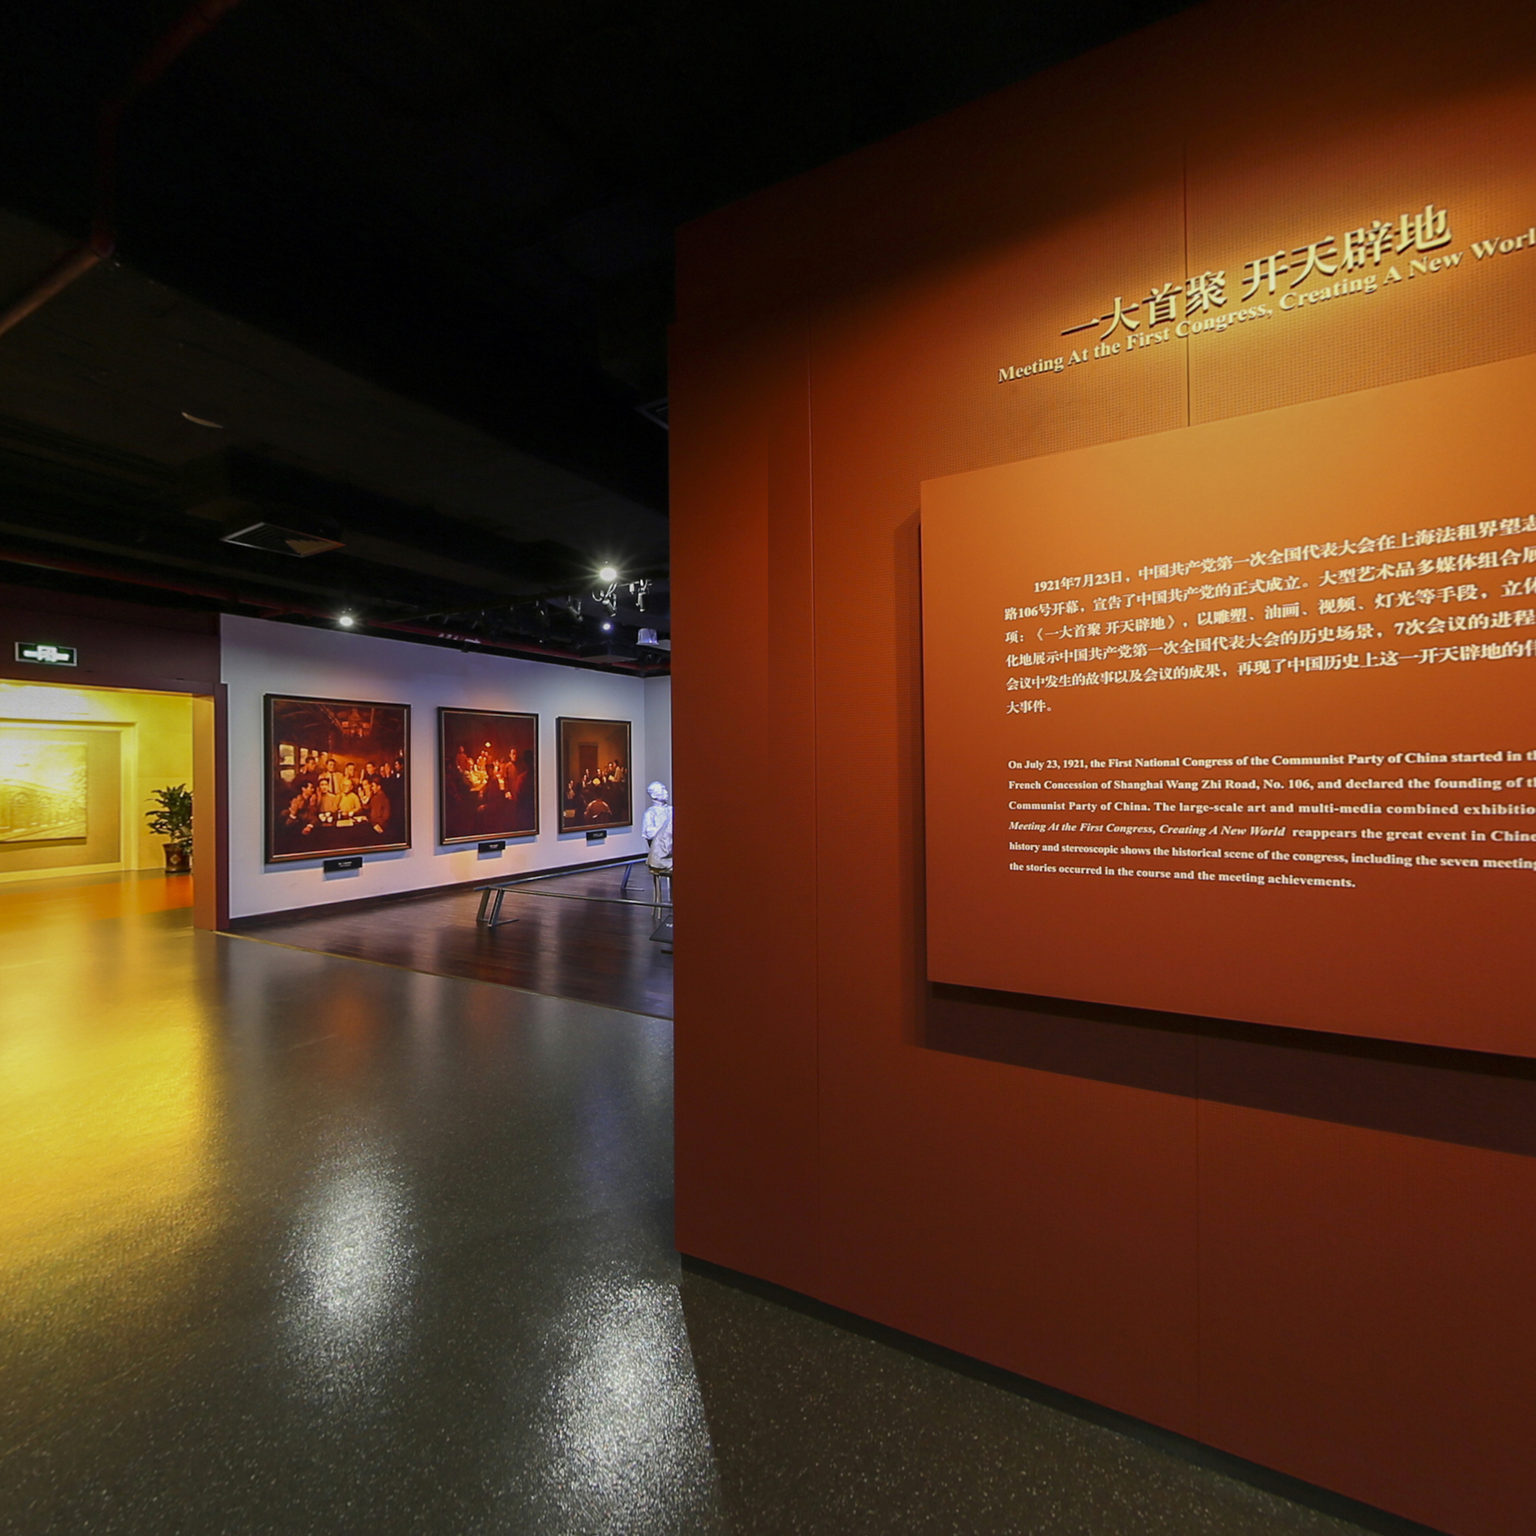 一大首聚 开天辟地
Meeting At the First Congress, Creating A New
1921年7月23日，中国共产党第一次全国代表大会在上海法租界望志
路106号开幕，宣告了中国共产党的正式成立。大型艺术品多媒体组合展
项：《一大首聚 开天辟地》，以雕塑、油画、视频、灯光等手段，立体
化地展示中国共产党第一次全国代表大会的历史场景，7次会议的进程
会议中发生的故事以及会议的成果，再现了中国历史上这一开天辟地的伟
大事件。
On July 23, 1921, the First National Congress of the Communist Party of China started in
French Concession of Shanghai Wang Zhi Road, No. 106, and declared the founding of
Communist Party of China. The large-scale art and multi-media combined
Meeting At the First Congress, Creating A New World reappears the great event in
history and stereoscopic shows the historical scene of the congress, including the seven
the stories occurred in the course and the meeting achievements.